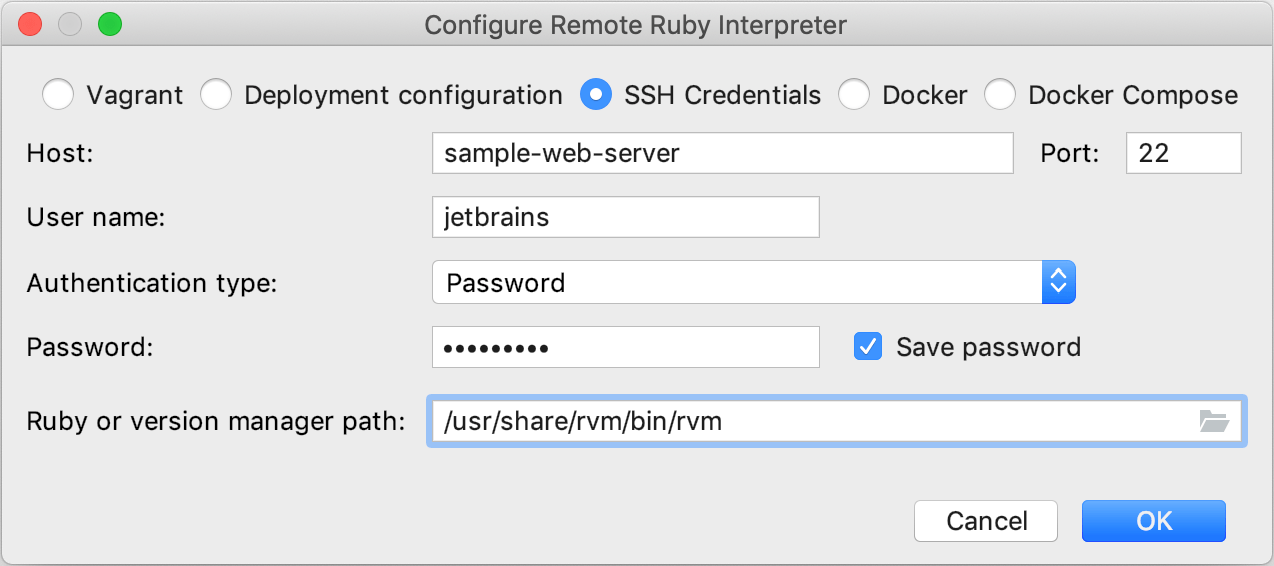 Configure Remote Ruby Interpreter
Vagrant Deployment configuration SSH Credentials Docker Docker Compose
Host: sample-web-server Port: 22
User name: jetbrains
Authentication type: Password
Password: ••••••••• Save password
Ruby or version manager path: /usr/share/rvm/bin/rvm
Cancel OK